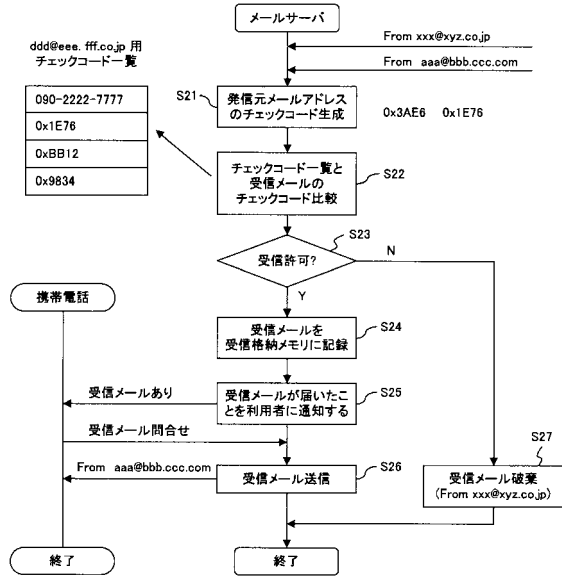 メールサーバ
From xxx@xyz.co.jp
From aaa@bbb.ccc.com
ddd@eee. fff.co.jp 用
チェックコード一覧
090-2222-7777
0x1E76
0xBB12
0x9834
S21
発信元メールアドレス
のチェックコード生成
0x3AE6 0x1E76
チェックコード一覧と
受信メールの
チェックコード比較
S22
S23
受信許可?
N
Y
携帯電話
受信メールを
受信格納メモリに記録
S24
受信メールあり
受信メールが届いたこ
とを利用者に通知する
S25
受信メール問合せ
From aaa@bbb.ccc.com
受信メール送信
S26
S27
受信メール破棄
(From xxx@xyz.co.jp)
終了
終了